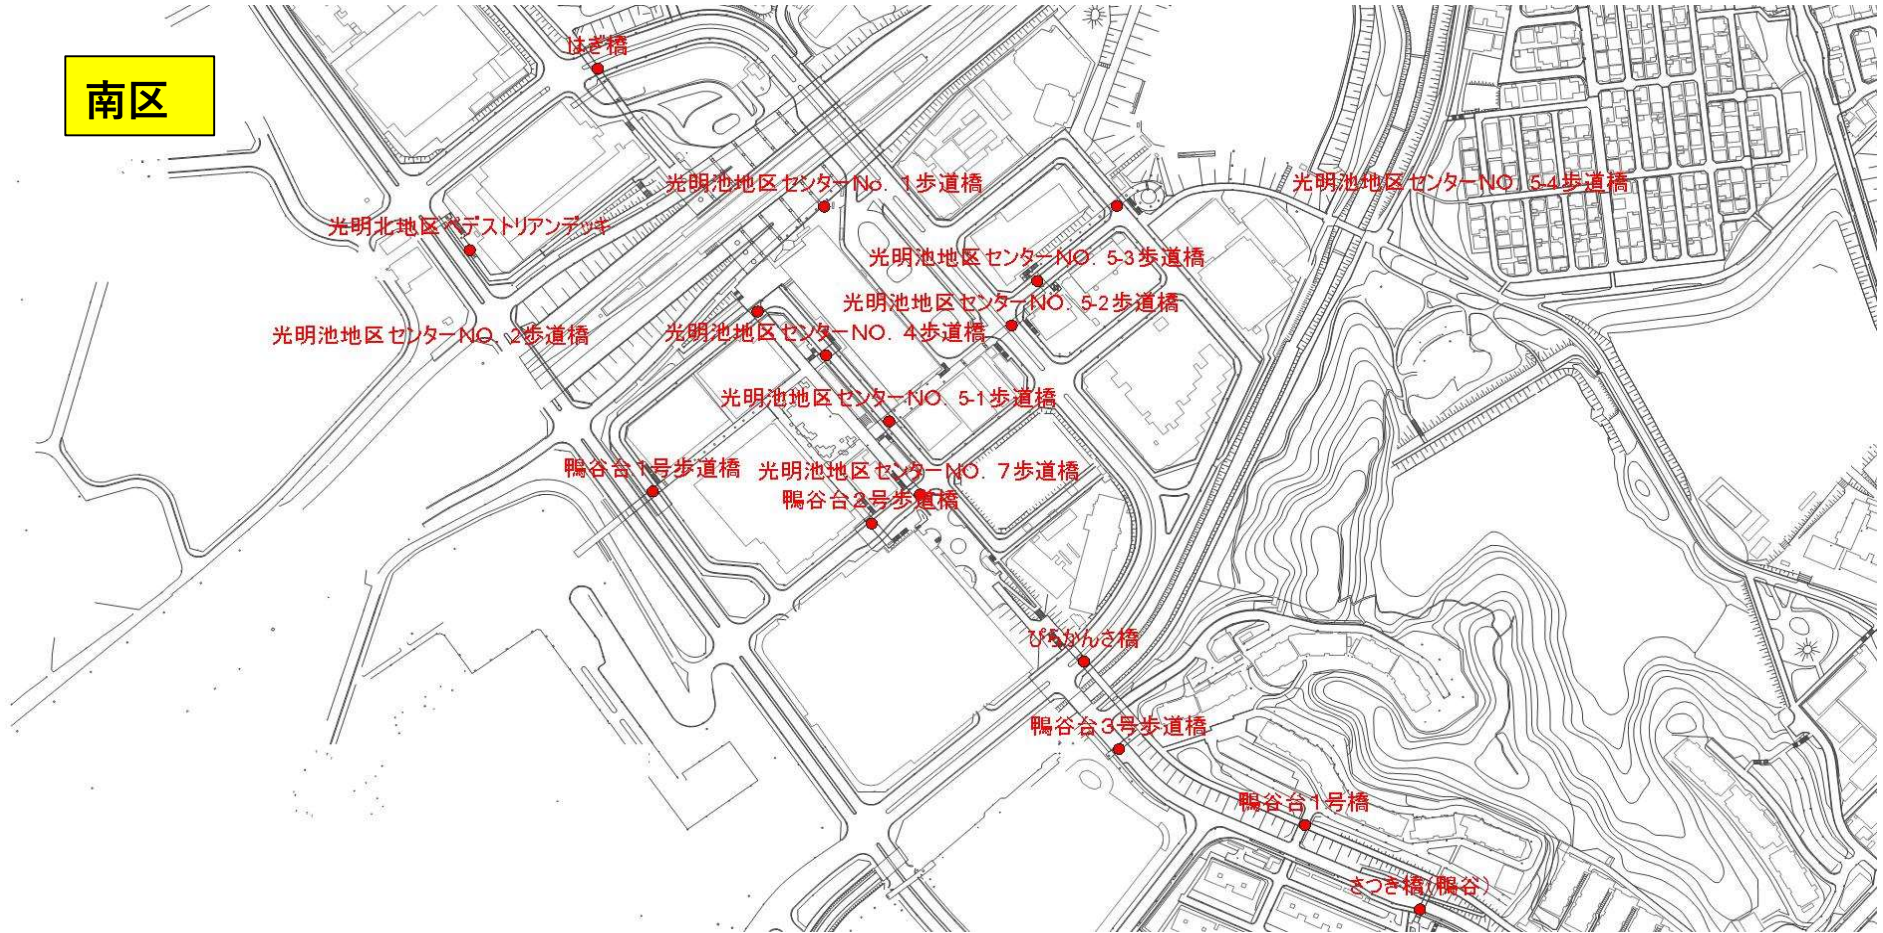 はぎ橋
南区
光明池地区センターNo. 1歩道橋
光明池地区センターNO. 5-4歩道橋
光明北地区ペデストリアンデッキ
光明池地区センターNO. 5-3歩道橋
光明池地区センターNO. 5-2歩道橋
光明池地区センターNO. 2歩道橋
光明池地区センターNO. 4歩道橋
光明池地区センターNO. 5-1歩道橋
鴨谷台1号歩道橋
光明池地区センターNO. 7歩道橋
鴨谷台2号歩道橋
ぴらかんさ橋
鴨谷台3号歩道橋
鴨谷台1号橋
さつき橋(鴨谷)